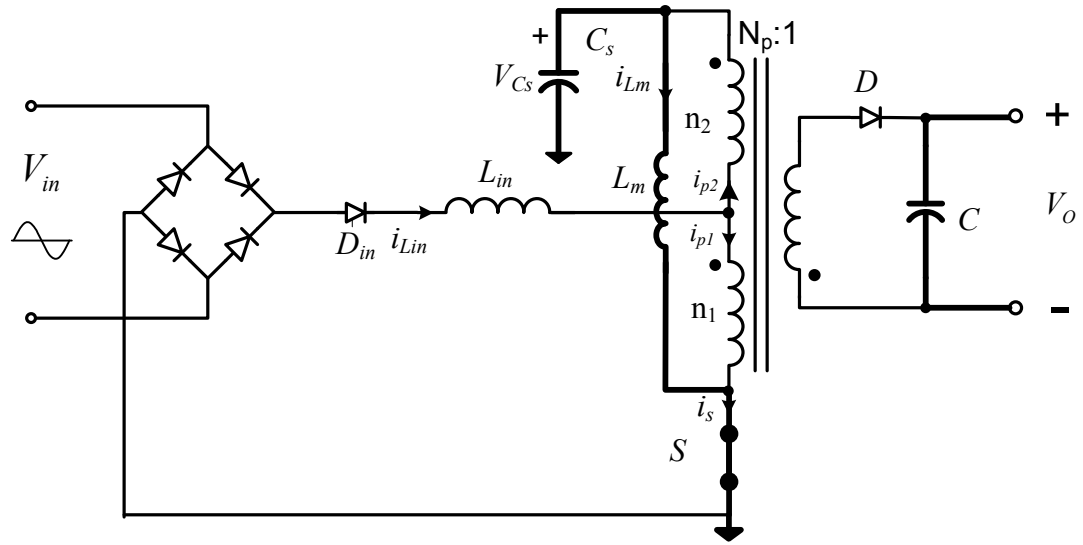 N_p:1
+
C_s
V_Cs
i_Lm
D
+
n_2
V_in
L_in
L_m
i_p2
C
V_O
D_in
i_Lin
i_p1
n_1
-
i_s
S